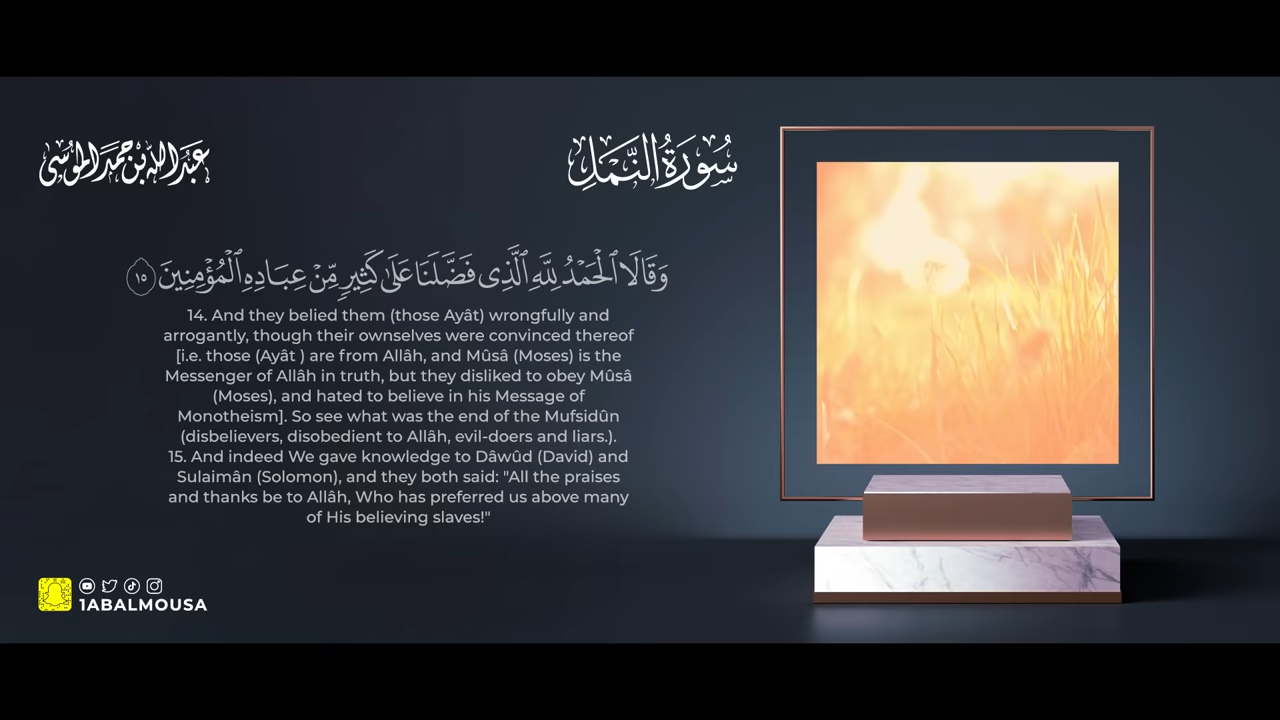 عبدالله بن حمد الموسى
سُورَةُ النَّمْلِ
وَقَالَا ٱلْحَمْدُ لِلَّهِ ٱلَّذِى فَضَّلَنَا عَلَىٰ كَثِيرٍ مِّنْ عِبَادِهِ ٱلْمُؤْمِنِينَ ١٥
14. And they belied them (those Ayât) wrongfully and
arrogantly, though their ownselves were convinced thereof
[i.e. those (Ayât ) are from Allâh, and Mûsâ (Moses) is the
Messenger of Allâh in truth, but they disliked to obey Mûsâ
(Moses), and hated to believe in his Message of
Monotheism]. So see what was the end of the Mufsidûn
(disbelievers, disobedient to Allâh, evil-doers and liars.).
15. And indeed We gave knowledge to Dâwûd (David) and
Sulaimân (Solomon), and they both said: "All the praises
and thanks be to Allâh, Who has preferred us above many
of His believing slaves!"
1ABALMOUSA